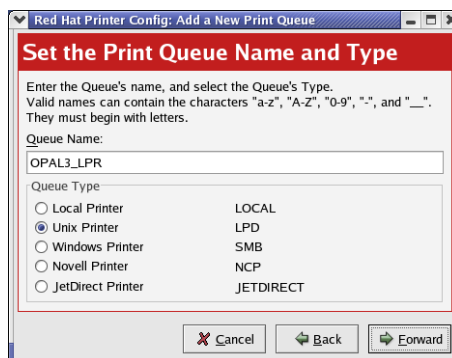 Red Hat Printer Config: Add a New Print Queue
Set the Print Queue Name and Type
Enter the Queue's name, and select the Queue's Type.
Valid names can contain the characters "a-z", "A-Z", "0-9", "-", and "__".
They must begin with letters.
Queue Name:
OPAL3_LPR
Queue Type
Local Printer LOCAL
Unix Printer LPD
Windows Printer SMB
Novell Printer NCP
JetDirect Printer JETDIRECT
Cancel Back Forward